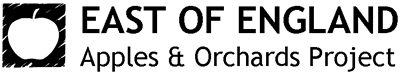 EAST OF ENGLAND
Apples & Orchards Project